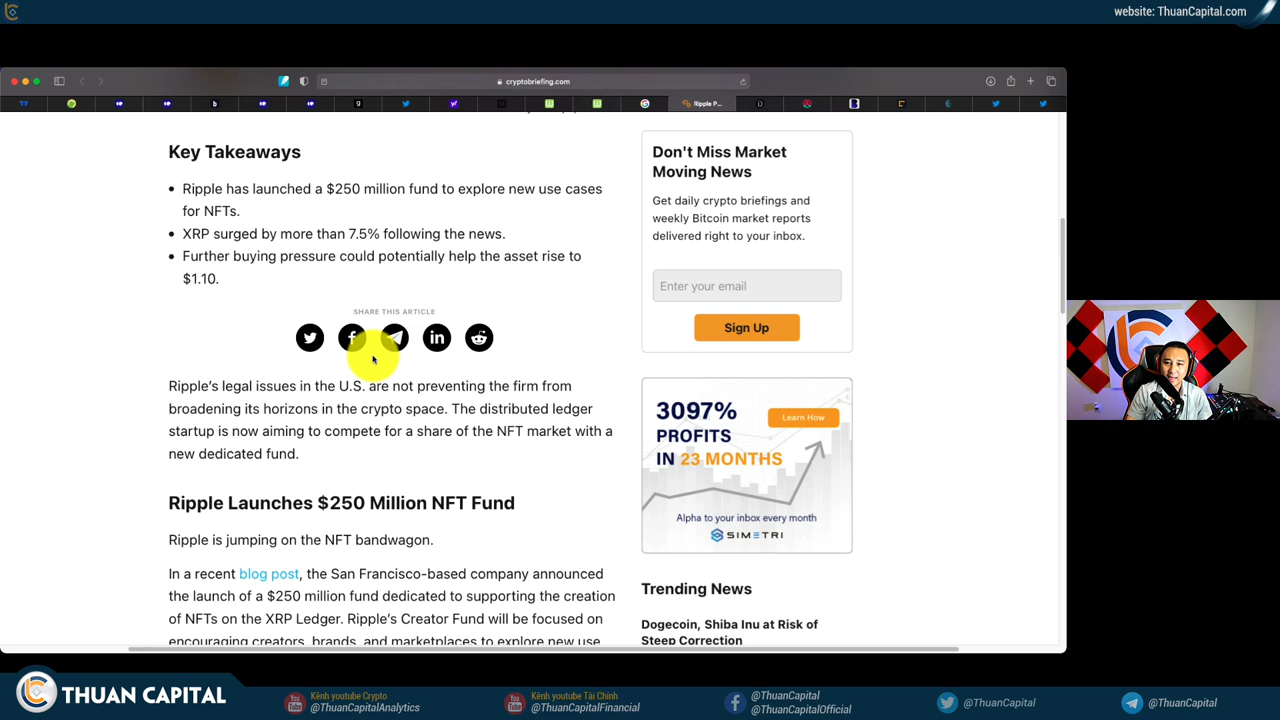 website: ThuanCapital.com
cryptobriefing.com
Ripple P...
Key Takeaways
Ripple has launched a $250 million fund to explore new use cases
for NFTs.
XRP surged by more than 7.5% following the news.
Further buying pressure could potentially help the asset rise to
$1.10.
SHARE THIS ARTICLE
Ripple's legal issues in the U.S. are not preventing the firm from
broadening its horizons in the crypto space. The distributed ledger
startup is now aiming to compete for a share of the NFT market with a
new dedicated fund.
Ripple Launches $250 Million NFT Fund
Ripple is jumping on the NFT bandwagon.
In a recent blog post, the San Francisco-based company announced
the launch of a $250 million fund dedicated to supporting the creation
of NFTs on the XRP Ledger. Ripple's Creator Fund will be focused on
encouraging creators, brands, and marketplaces to explore new use
Don't Miss Market
Moving News
Get daily crypto briefings and
weekly Bitcoin market reports
delivered right to your inbox.
Enter your email
Sign Up
3097%
PROFITS
IN 23 MONTHS
Learn How
Alpha to your inbox every month
SIMETRI
Trending News
Dogecoin, Shiba Inu at Risk of
Steep Correction
THUAN CAPITAL
Kênh youtube Crypto
@ThuanCapitalAnalytics
Kênh youtube Tài Chính
@ThuanCapitalFinancial
@ThuanCapital
@ThuanCapitalOfficial
@ThuanCapital
@ThuanCapital